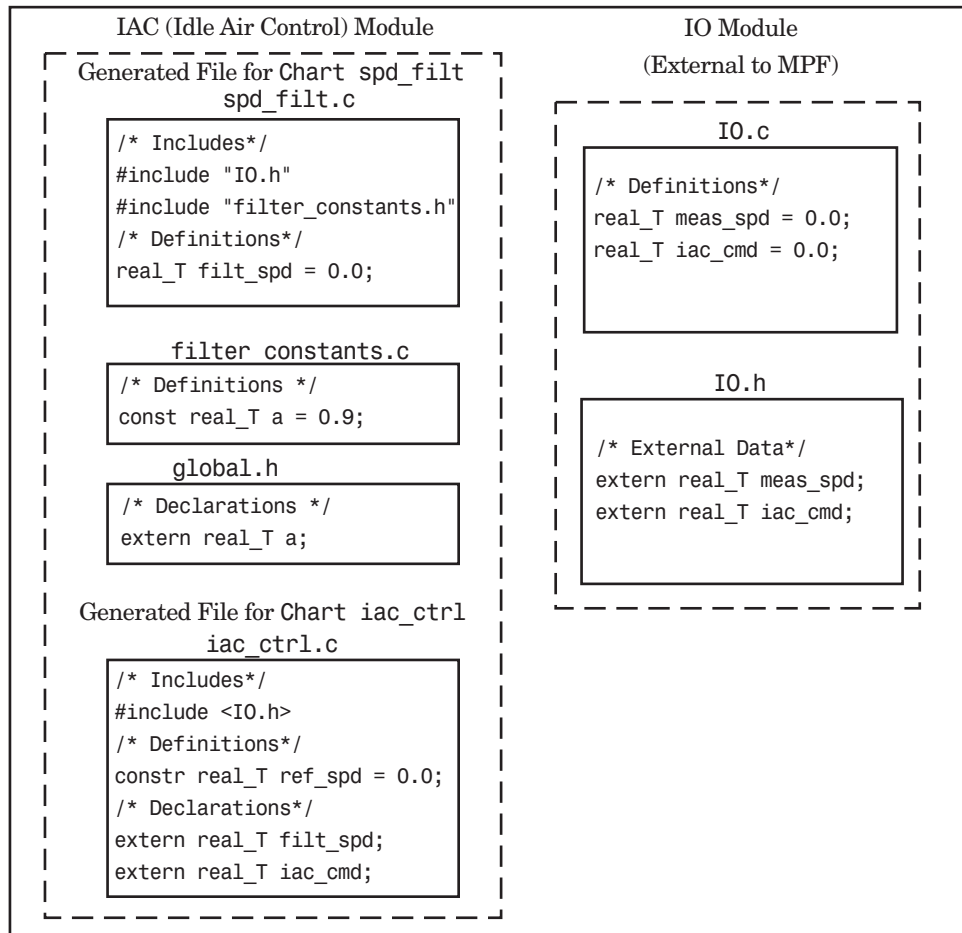 IAC (Idle Air Control) Module
Generated File for Chart spd_filt
spd_filt.c
/* Includes*/
#include "IO.h"
#include "filter_constants.h"
/* Definitions*/
real_T filt_spd = 0.0;
filter constants.c
/* Definitions */
const real_T a = 0.9;
global.h
/* Declarations */
extern real_T a;
Generated File for Chart iac_ctrl
iac_ctrl.c
/* Includes*/
#include <IO.h>
/* Definitions*/
constr real_T ref_spd = 0.0;
/* Declarations*/
extern real_T filt_spd;
extern real_T iac_cmd;
IO Module
(External to MPF)
IO.c
/* Definitions*/
real_T meas_spd = 0.0;
real_T iac_cmd = 0.0;
IO.h
/* External Data*/
extern real_T meas_spd;
extern real_T iac_cmd;